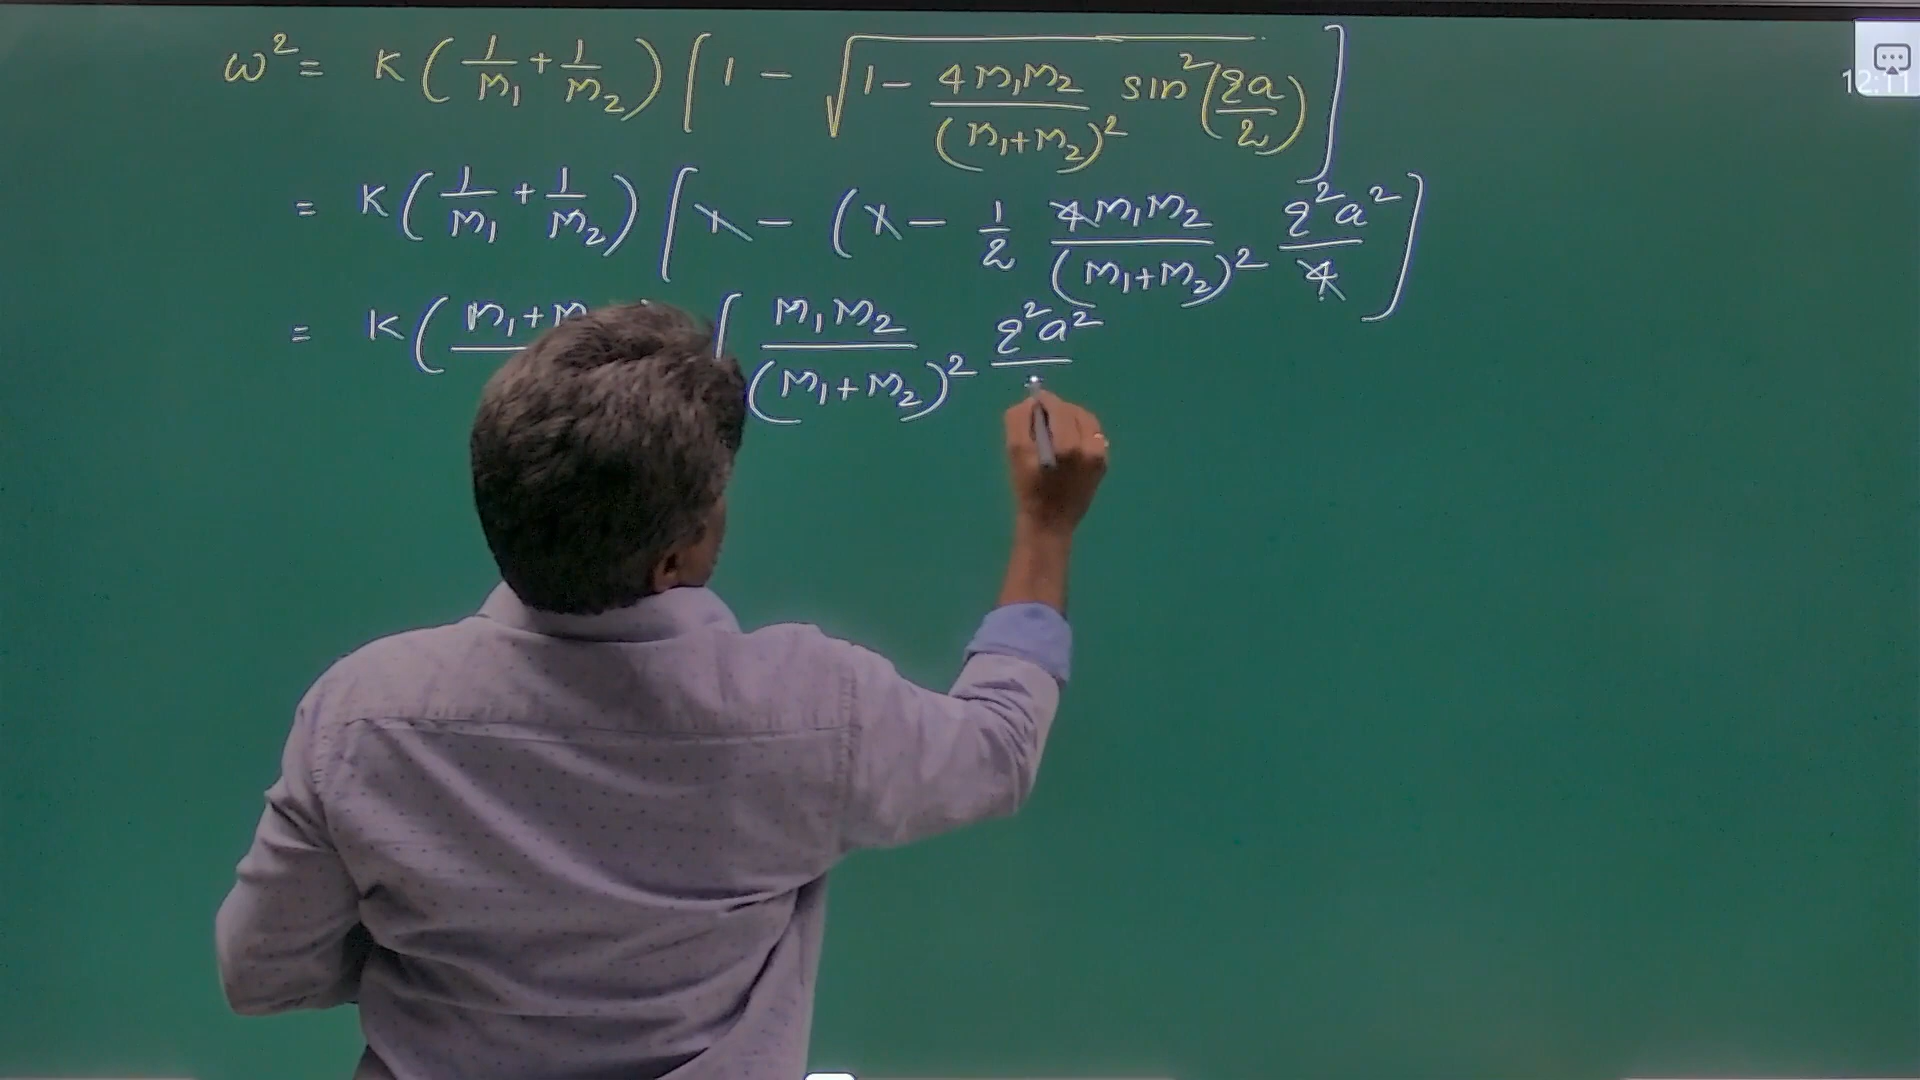 12:11
ω² = K(1/m₁ + 1/m₂)[1 - √(1 - 4m₁m₂/(m₁+m₂)² sin²(qa/2))]
= K(1/m₁ + 1/m₂)[1 - (1 - 1/2 4m₁m₂/(m₁+m₂)² q²a²/4]
= K(m₁+m [m₁m₂/(m₁+m₂)² q²a²